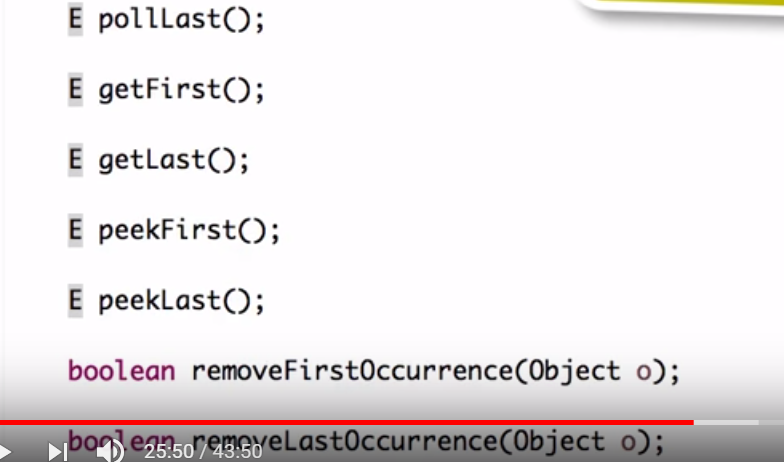 E pollLast();
E getFirst();
E getLast();
E peekFirst();
E peekLast();
boolean removeFirstOccurrence(Object o);
boolean removeLastOccurrence(Object o);
25:50 / 43:50